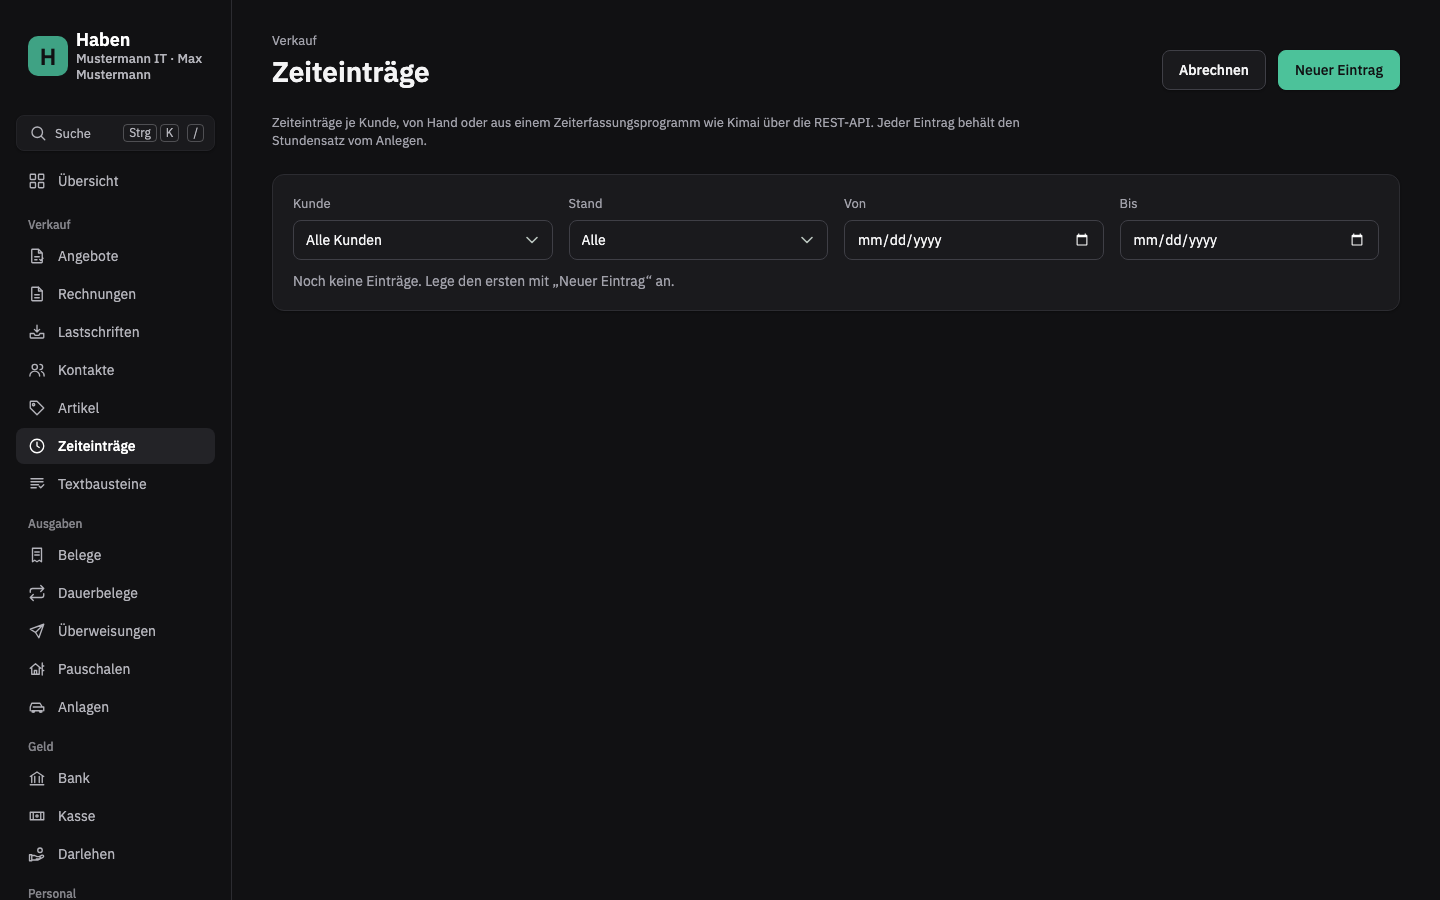 H
Haben
Mustermann IT · Max
Mustermann
Suche Strg K /
Übersicht
Verkauf
Angebote
Rechnungen
Lastschriften
Kontakte
Artikel
Zeiteinträge
Textbausteine
Ausgaben
Belege
Dauerbelege
Überweisungen
Pauschalen
Anlagen
Geld
Bank
Kasse
Darlehen
Personal
Verkauf
Zeiteinträge
Abrechnen
Neuer Eintrag
Zeiteinträge je Kunde, von Hand oder aus einem Zeiterfassungsprogramm wie Kimai über die REST-API. Jeder Eintrag behält den
Stundensatz vom Anlegen.
Kunde Stand Von Bis
Alle Kunden Alle mm/dd/yyyy mm/dd/yyyy
Noch keine Einträge. Lege den ersten mit „Neuer Eintrag“ an.